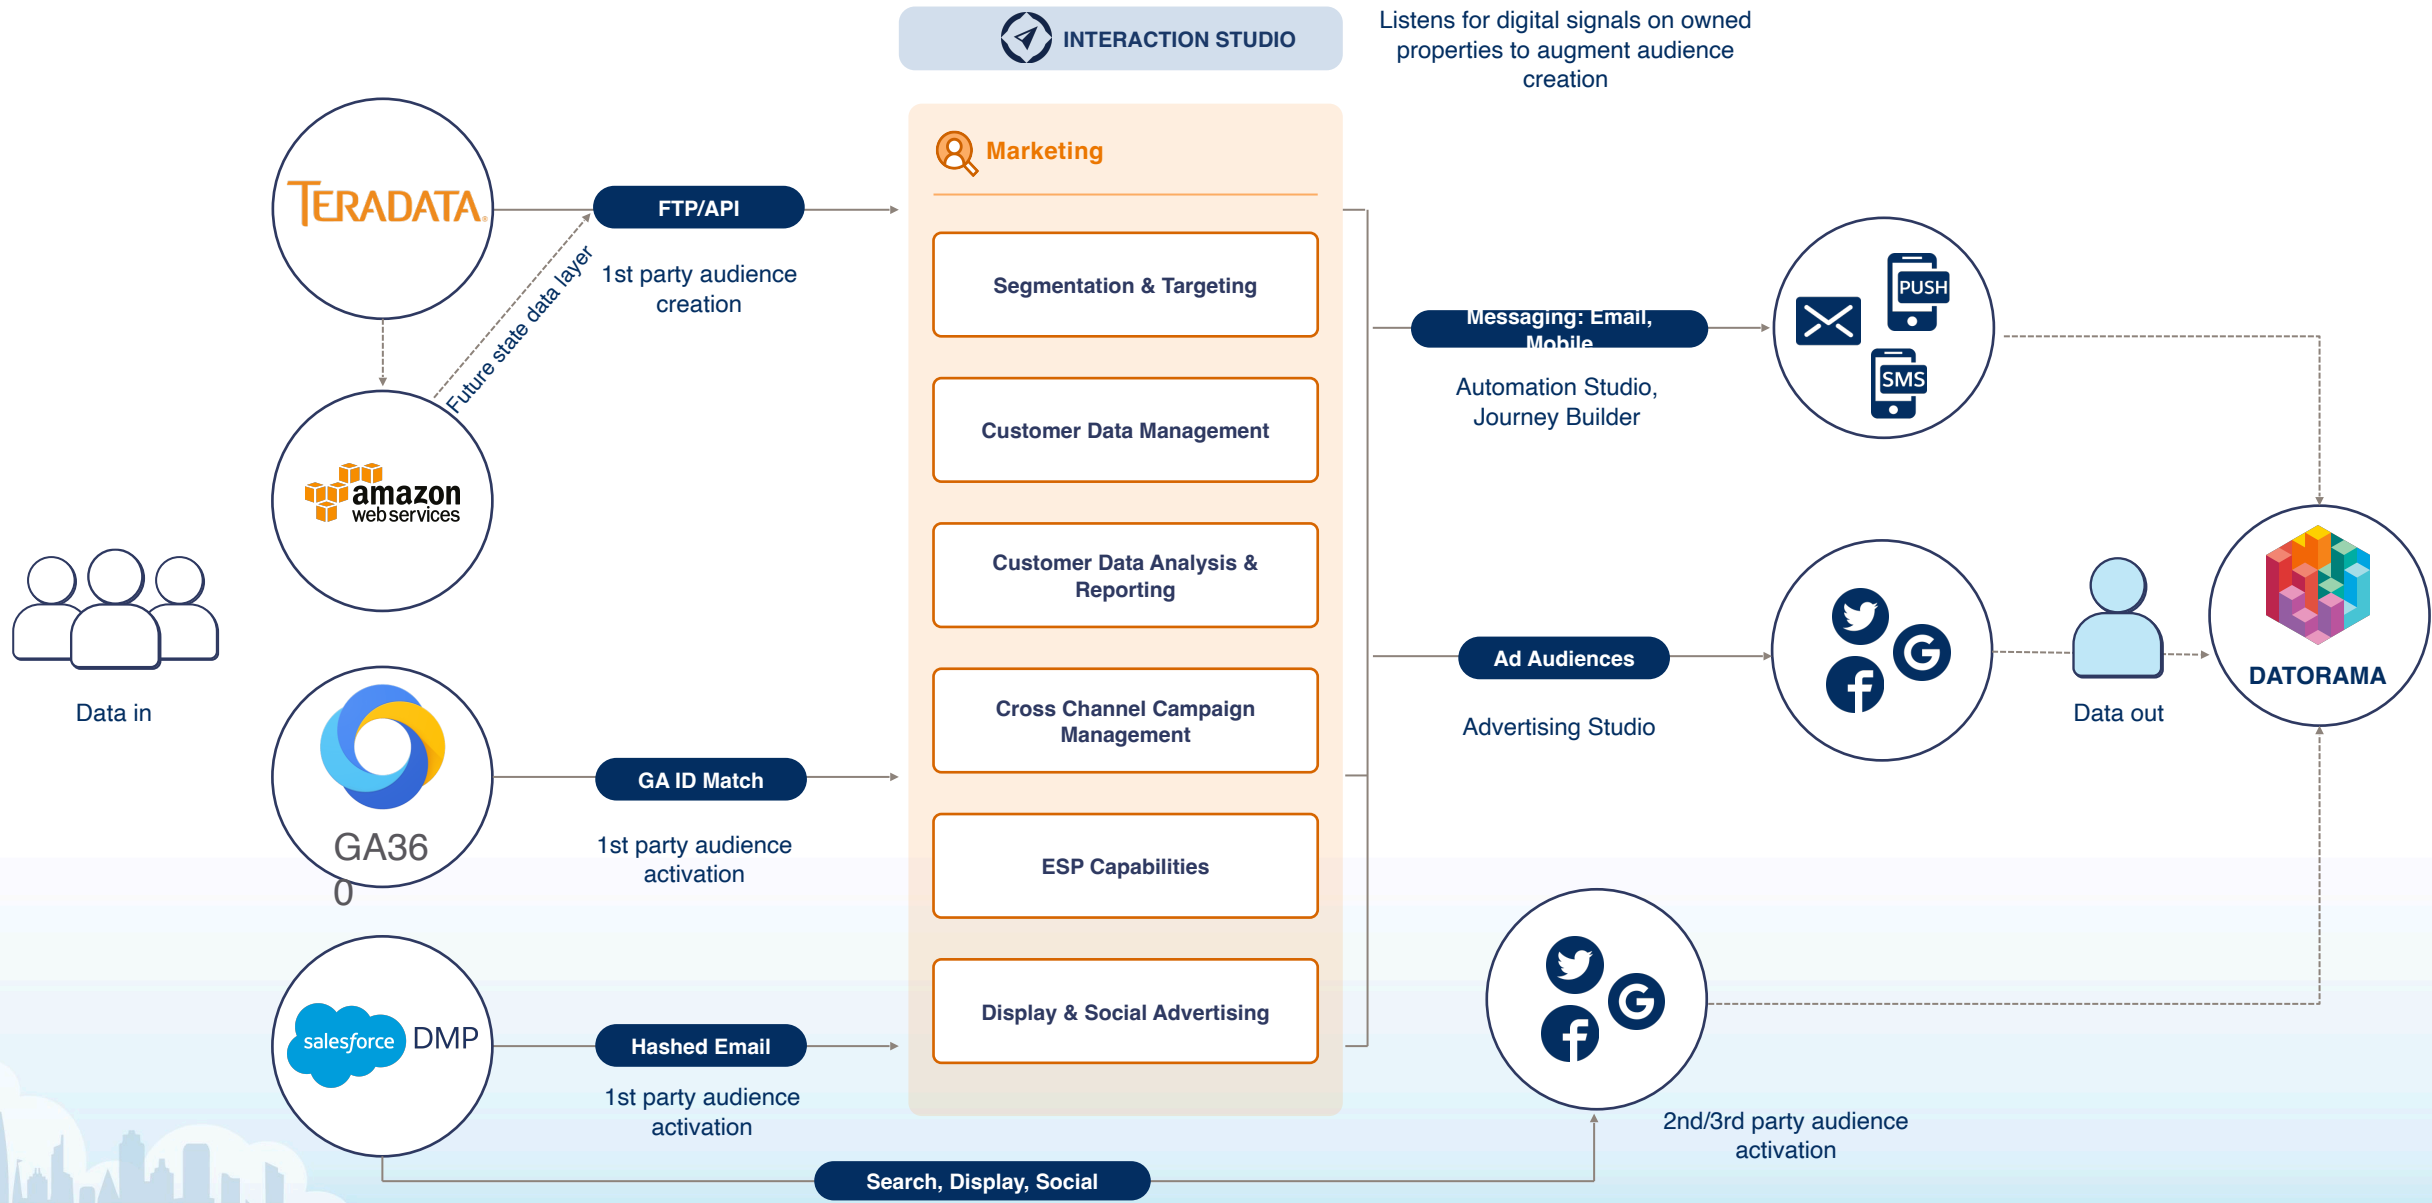 INTERACTION STUDIO
Listens for digital signals on owned
properties to augment audience
creation
Marketing
TERADATA.
FTP/API
1st party audience
creation
Future state data layer
Segmentation & Targeting
Messaging: Email,
Mobile
Automation Studio,
Journey Builder
PUSH
SMS
Customer Data Management
amazon
webservices
Customer Data Analysis &
Reporting
Data in
Ad Audiences
Advertising Studio
G
f
Data out
DATORAMA
Cross Channel Campaign
Management
GA36
0
GA ID Match
1st party audience
activation
ESP Capabilities
salesforce
DMP
Hashed Email
1st party audience
activation
Display & Social Advertising
G
f
2nd/3rd party audience
activation
Search, Display, Social